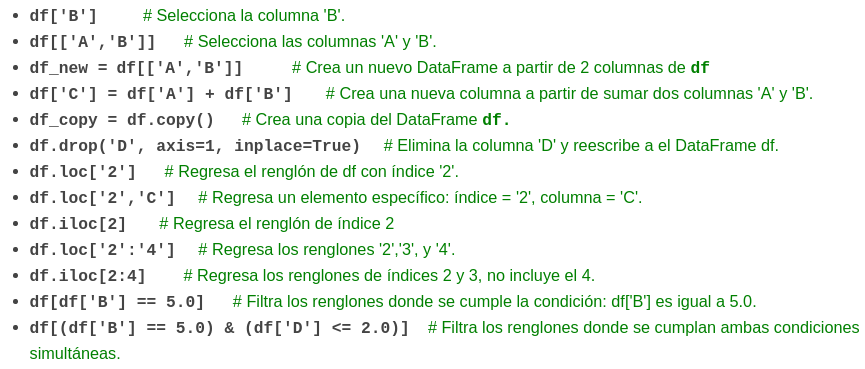 • df['B'] # Selecciona la columna 'B'.
• df[['A','B']] # Selecciona las columnas 'A' y 'B'.
• df_new = df[['A','B']] # Crea un nuevo DataFrame a partir de 2 columnas de df
• df['C'] = df['A'] + df['B'] # Crea una nueva columna a partir de sumar dos columnas 'A' y 'B'.
• df_copy = df.copy() # Crea una copia del DataFrame df.
• df.drop('D', axis=1, inplace=True) # Elimina la columna 'D' y reescribe a el DataFrame df.
• df.loc['2'] # Regresa el renglón de df con índice '2'.
• df.loc['2','C'] # Regresa un elemento específico: índice = '2', columna = 'C'.
• df.iloc[2] # Regresa el renglón de índice 2
• df.loc['2':'4'] # Regresa los renglones '2','3', y '4'.
• df.iloc[2:4] # Regresa los renglones de índices 2 y 3, no incluye el 4.
• df[df['B'] == 5.0] # Filtra los renglones donde se cumple la condición: df['B'] es igual a 5.0.
• df[(df['B'] == 5.0) & (df['D'] <= 2.0)] # Filtra los renglones donde se cumplan ambas condiciones
simultáneas.